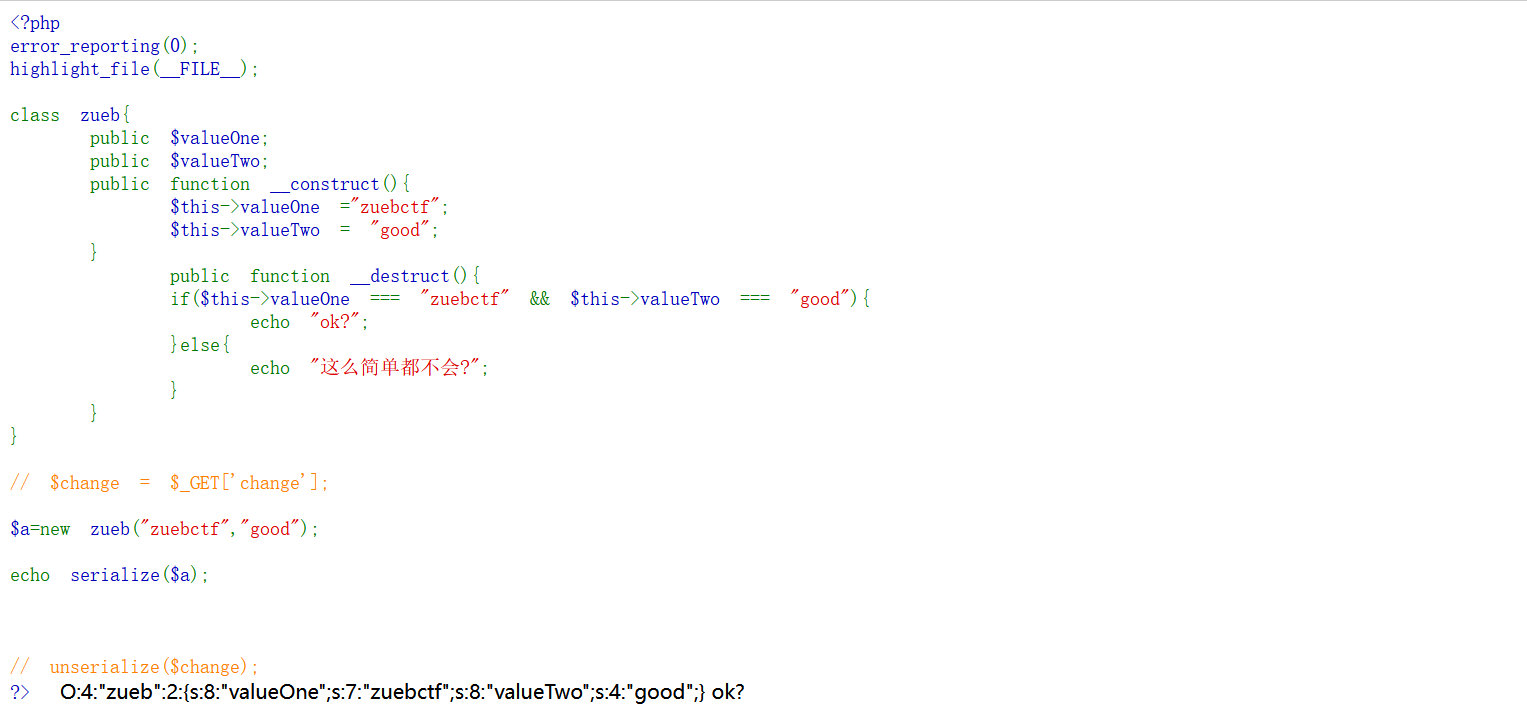 <?php
error_reporting(0);
highlight_file(__FILE__);
class zueb{
public $valueOne;
public $valueTwo;
public function __construct(){
$this->valueOne ="zuebctf";
$this->valueTwo = "good";
}
public function __destruct(){
if($this->valueOne === "zuebctf" && $this->valueTwo === "good"){
echo "ok?";
}else{
echo "这么简单都不会?";
}
}
}
// $change = $_GET['change'];
$a=new zueb("zuebctf","good");
echo serialize($a);
// unserialize($change);
?> O:4:"zueb":2:{s:8:"valueOne";s:7:"zuebctf";s:8:"valueTwo";s:4:"good";} ok?